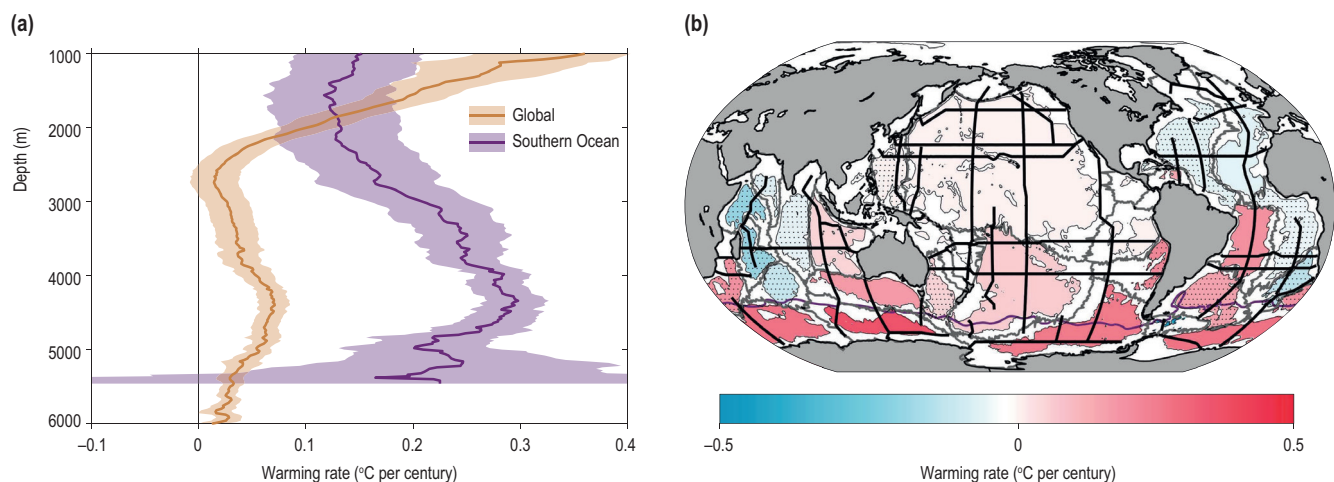 (a)
1000
2000
3000
4000
5000
6000
Depth (m)
Global
Southern Ocean
–0.1
0
0.1
0.2
0.3
0.4
Warming rate (°C per century)
(b)
–0.5
0
0.5
Warming rate (°C per century)